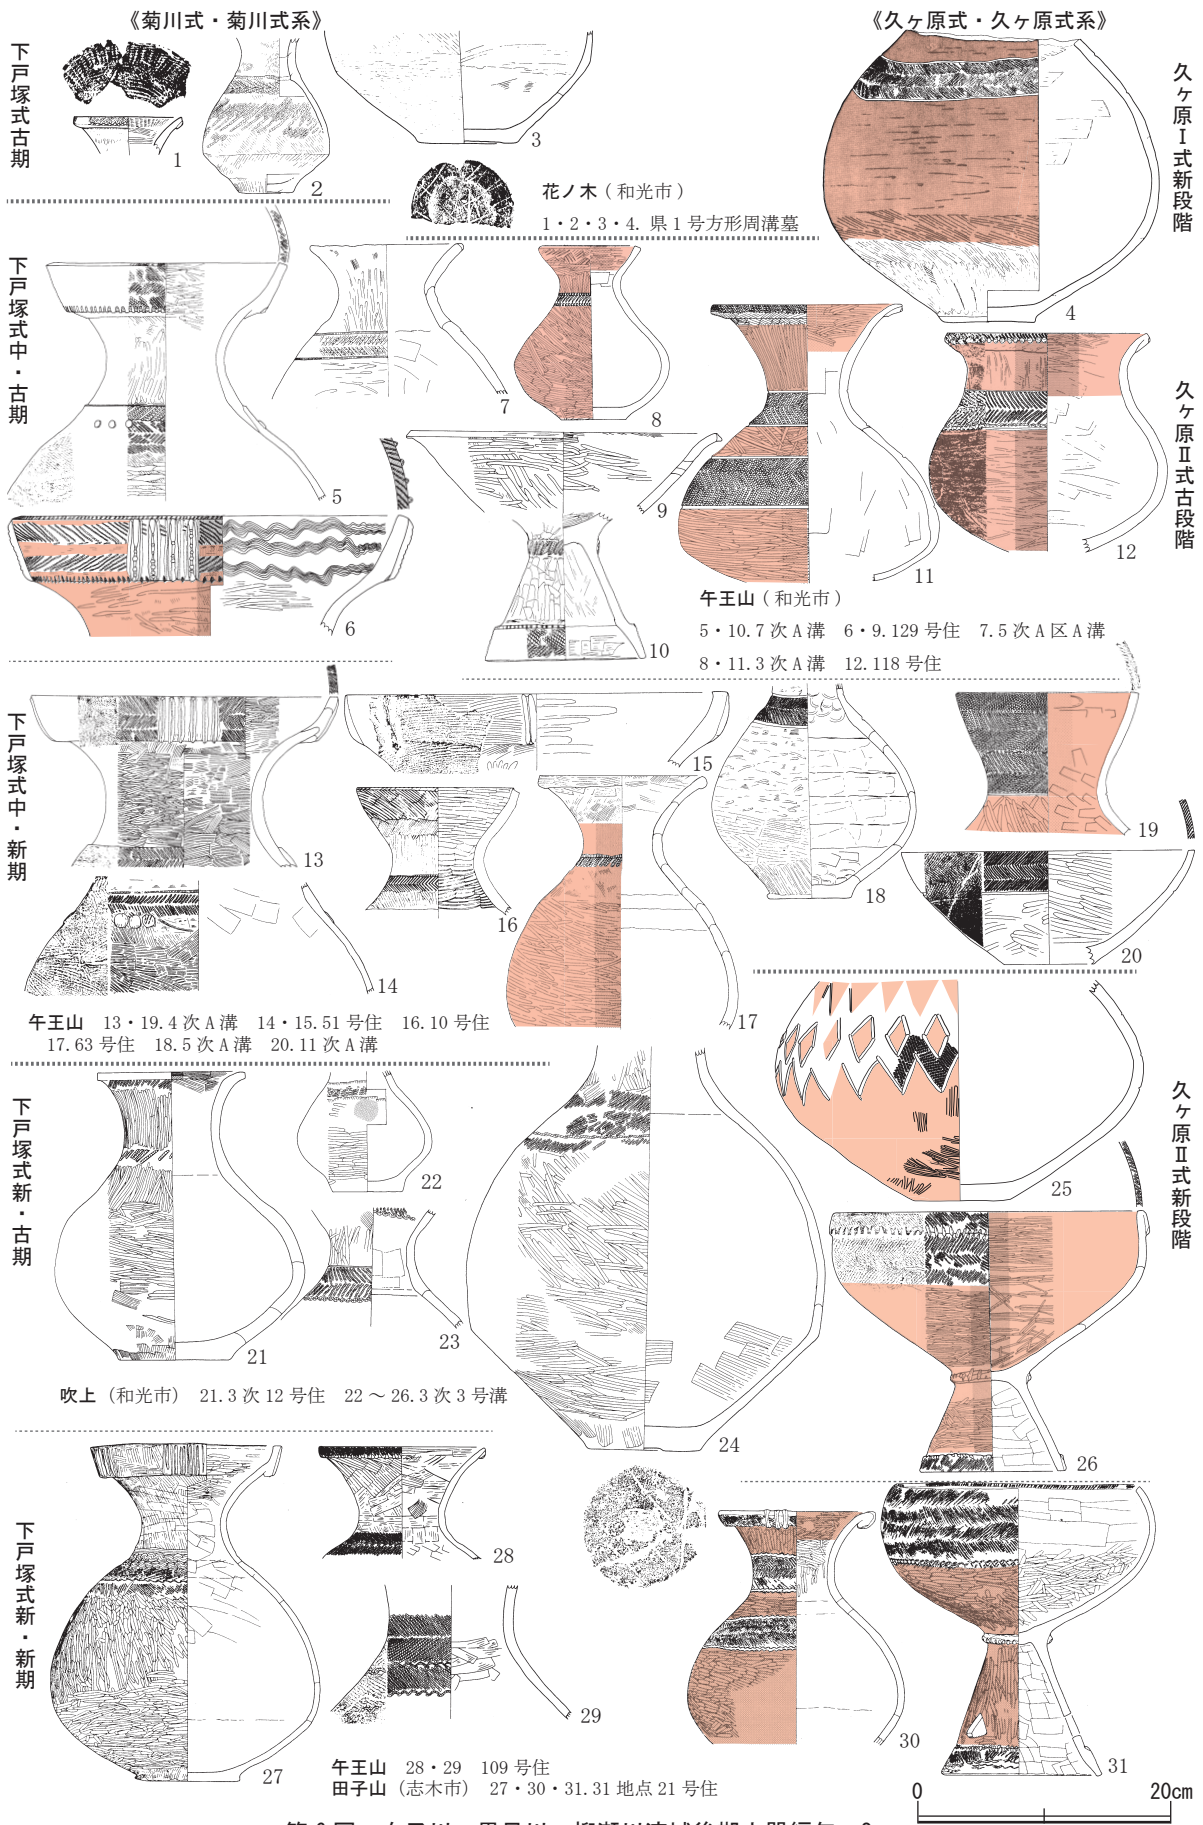 《菊川式・菊川式系》
《久ヶ原式・久ヶ原式系》
下戸塚式古期
久ヶ原Ⅰ式新段階
1
2
3
4
花ノ木（和光市）
1・2・3・4. 県1号方形周溝墓
下戸塚式中・古期
久ヶ原Ⅱ式古段階
5
6
7
8
9
10
11
12
午王山（和光市）
5・10.7次A溝 6・9.129号住 7.5次A区A溝
8・11.3次A溝 12.118号住
下戸塚式中・新期
13
14
15
16
17
18
19
20
午王山 13・19.4次A溝 14・15.51号住 16.10号住
17.63号住 18.5次A溝 20.11次A溝
下戸塚式新・古期
久ヶ原Ⅱ式新段階
21
22
23
24
25
26
吹上（和光市） 21.3次12号住 22～26.3次3号溝
下戸塚式新・新期
27
28
29
30
31
午王山 28・29 109号住
田子山（志木市） 27・30・31.31地点21号住
0 20cm